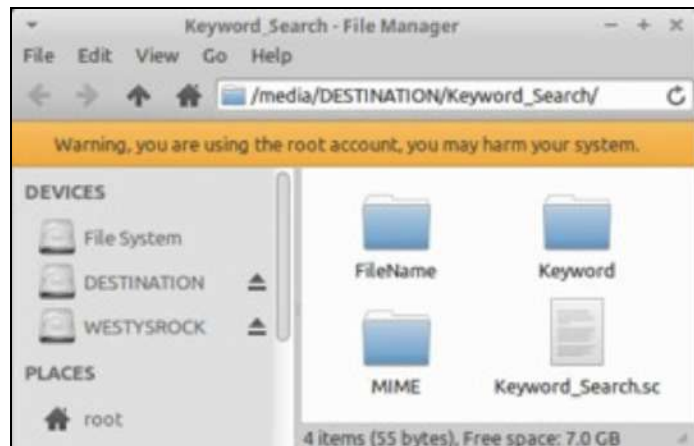 Keyword_Search - File Manager
File Edit View Go Help
/media/DESTINATION/Keyword_Search/
Warning, you are using the root account, you may harm your system.
DEVICES
File System
DESTINATION
WESTYSROCK
PLACES
root
FileName
Keyword
MIME
Keyword_Search.sc
4 items (55 bytes), Free space: 7.0 GB